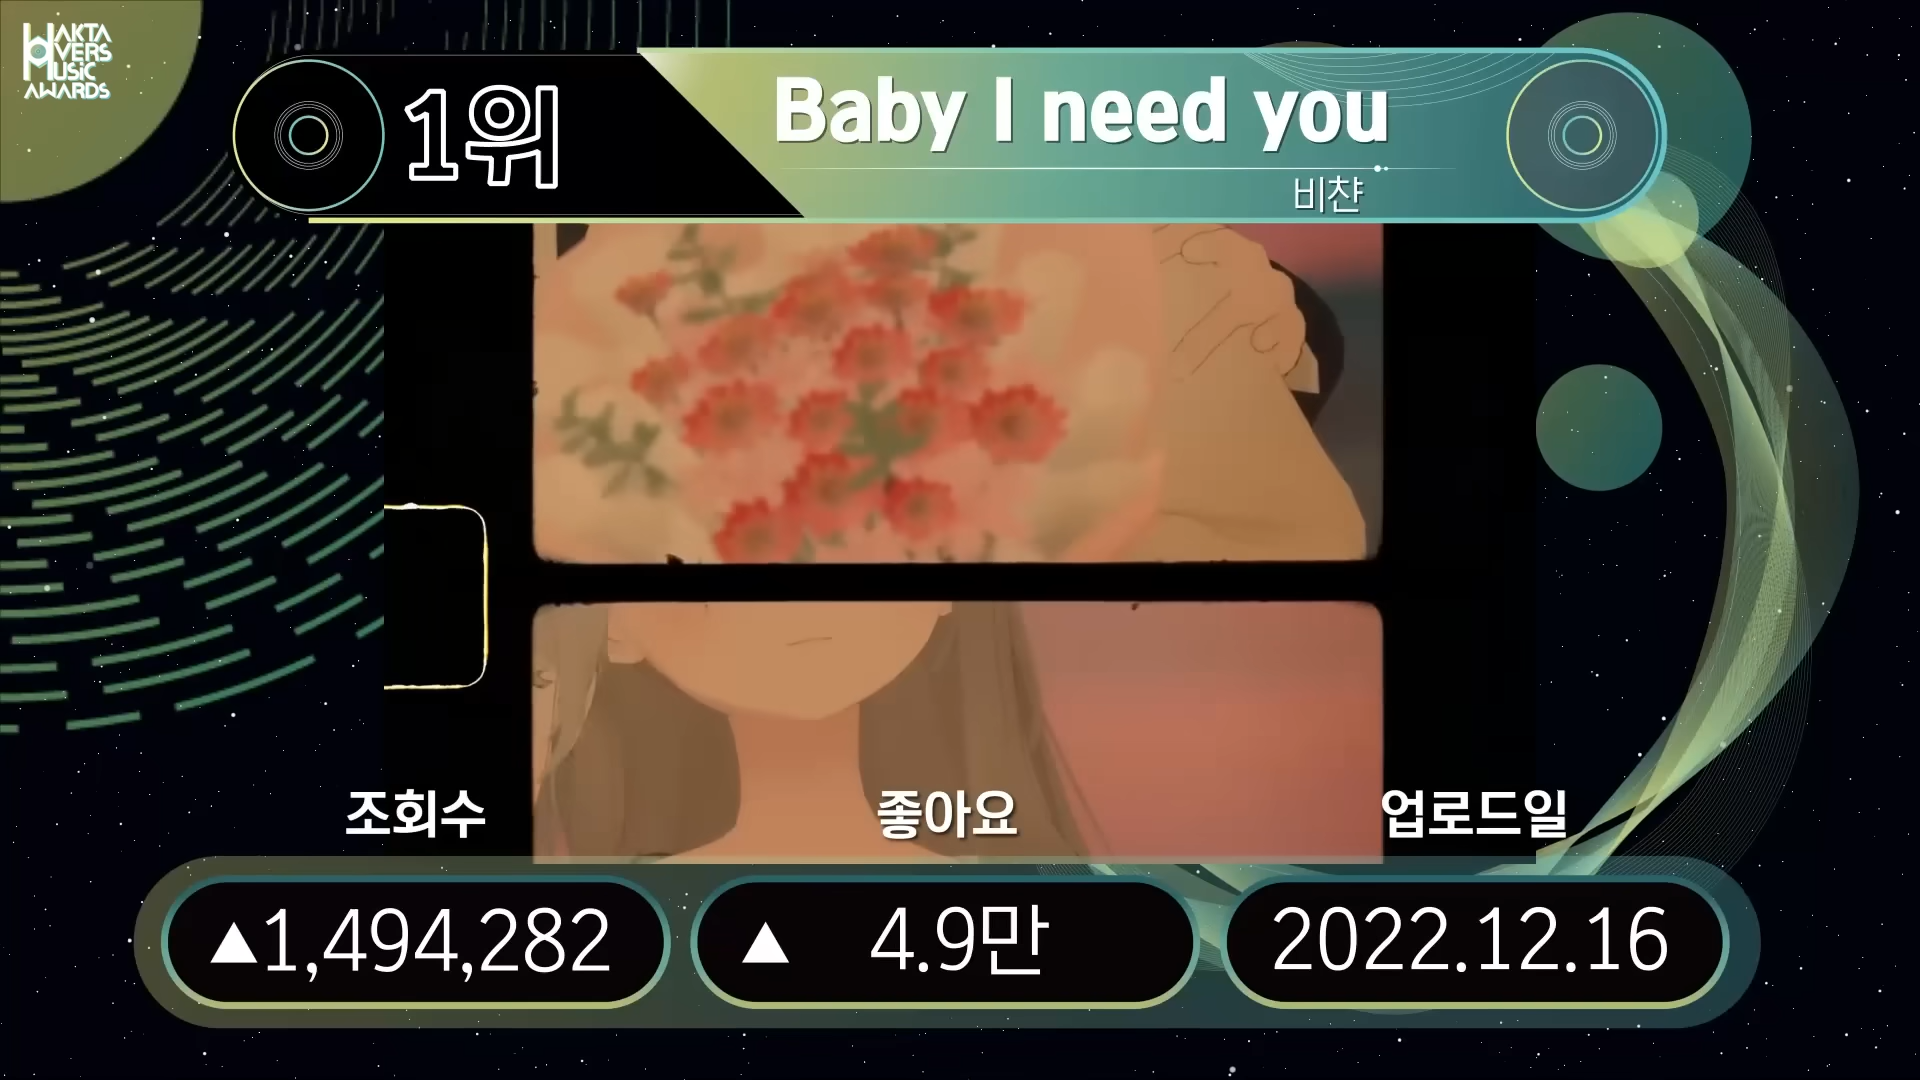 WAKTA
VERS
MUSIC
AWARDS
1위
Baby I need you
비챤
조회수
좋아요
업로드일
▲1,494,282
▲ 4.9만
2022.12.16